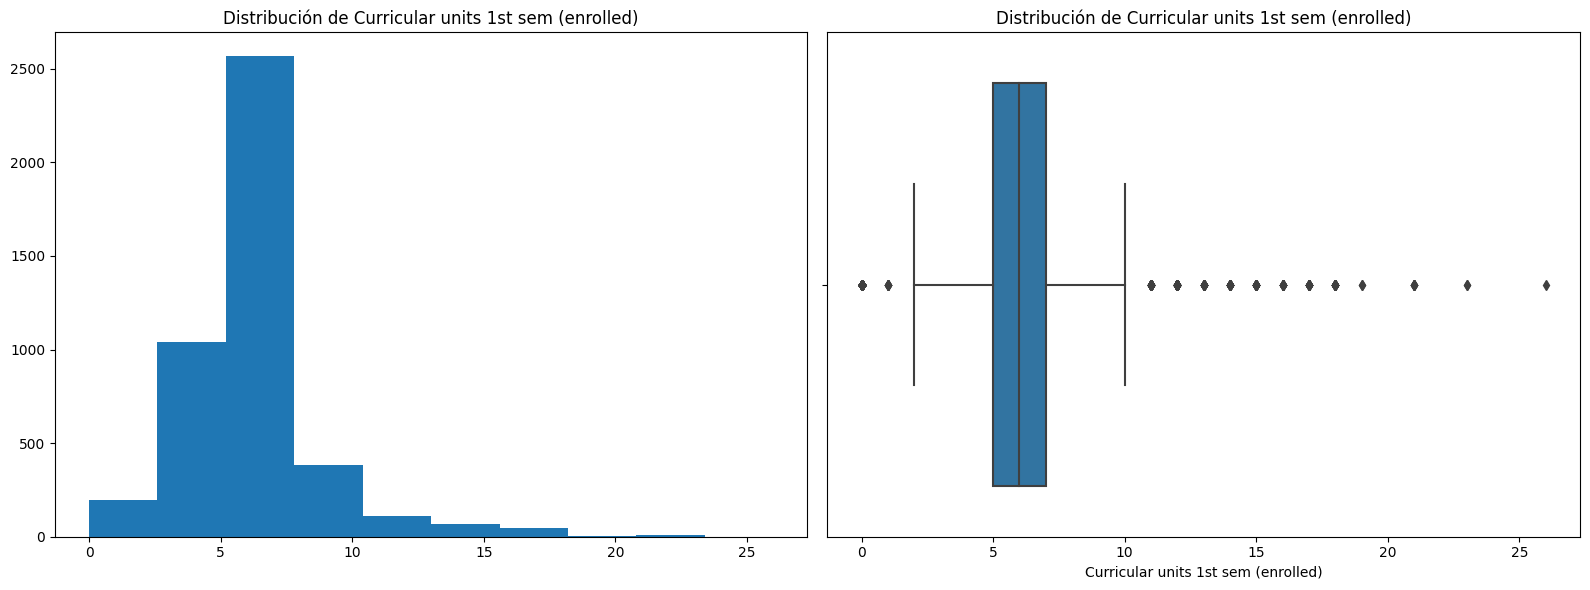 Distribución de Curricular units 1st sem (enrolled)
2500
2000
1500
1000
500
0
0 5 10 15 20 25
Distribución de Curricular units 1st sem (enrolled)
0 5 10 15 20 25
Curricular units 1st sem (enrolled)